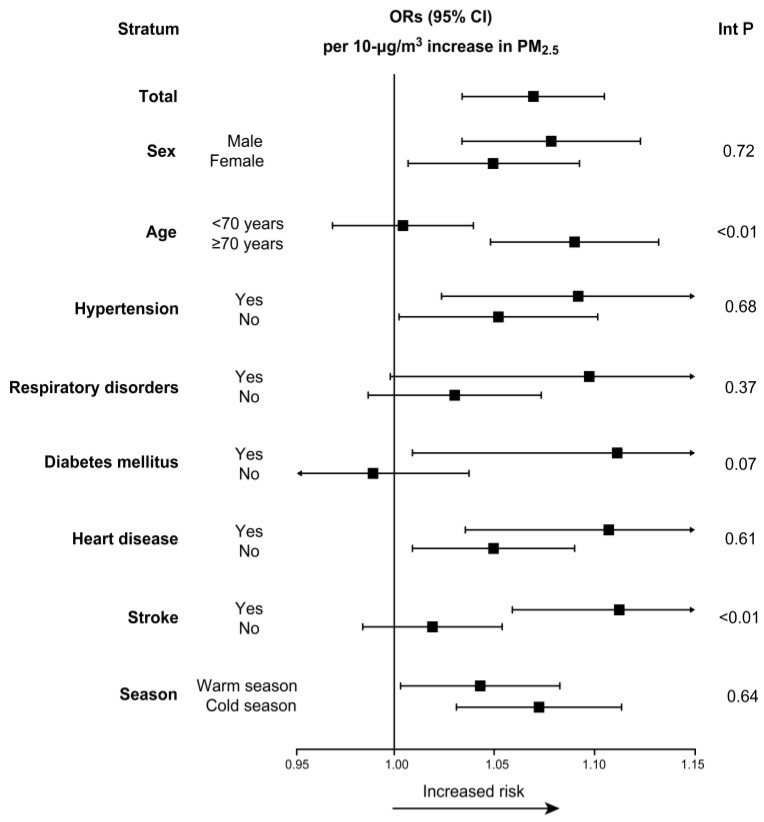 Stratum
ORs (95% CI)
per 10-μg/m³ increase in PM₂.₅
Int P
Total
Sex
Male
Female
0.72
Age
<70 years
≥70 years
<0.01
Hypertension
Yes
No
0.68
Respiratory disorders
Yes
No
0.37
Diabetes mellitus
Yes
No
0.07
Heart disease
Yes
No
0.61
Stroke
Yes
No
<0.01
Season
Warm season
Cold season
0.64
0.95 1.00 1.05 1.10 1.15
Increased risk